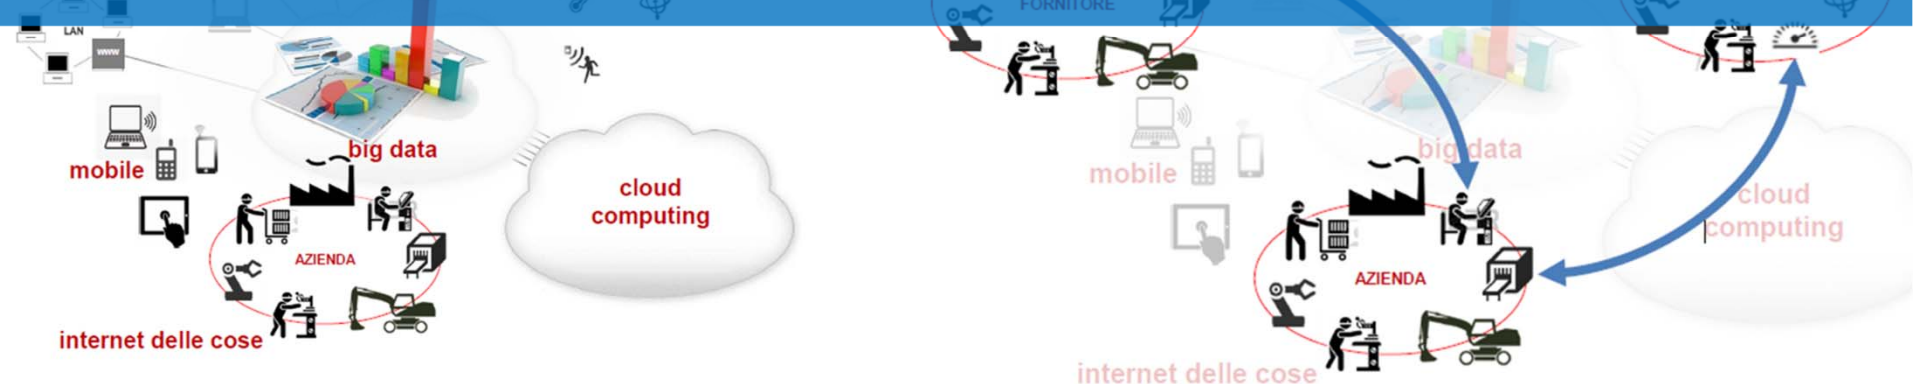 LAN
www
big data
mobile
cloud
computing
AZIENDA
internet delle cose
FORNITORE
big data
mobile
cloud
computing
AZIENDA
internet delle cose